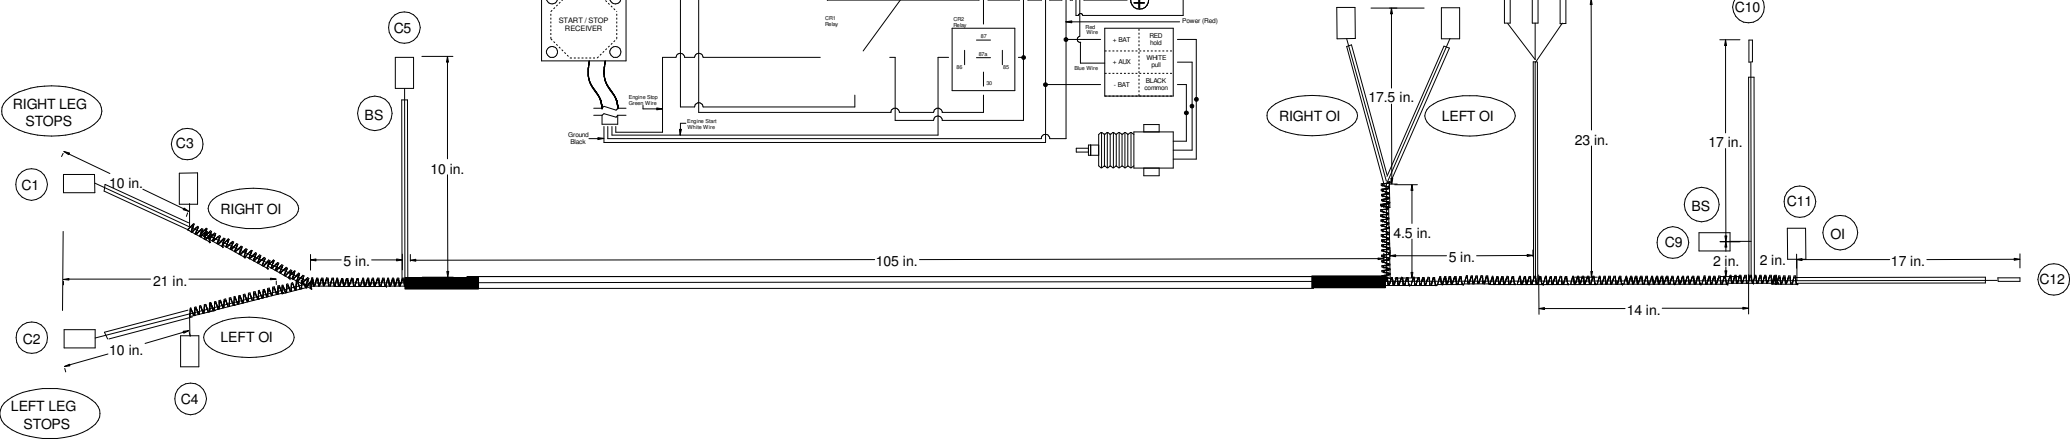 C5
START / STOP
RECEIVER
CR1
Relay
CR2
Relay
87
87a
86
85
30
Power (Red)
Red
Wire
Blue Wire
+ BAT
RED
hold
+ AUX
WHITE
pull
- BAT
BLACK
common
Engine Stop
Green Wire
Engine Start
White Wire
Ground
Black
C10
RIGHT LEG
STOPS
BS
C3
C1
10 in.
RIGHT OI
10 in.
17.5 in.
RIGHT OI
LEFT OI
23 in.
17 in.
BS
C11
C9
OI
4.5 in.
21 in.
5 in.
105 in.
5 in.
2 in.
2 in.
17 in.
C12
14 in.
C2
10 in.
LEFT OI
C4
LEFT LEG
STOPS